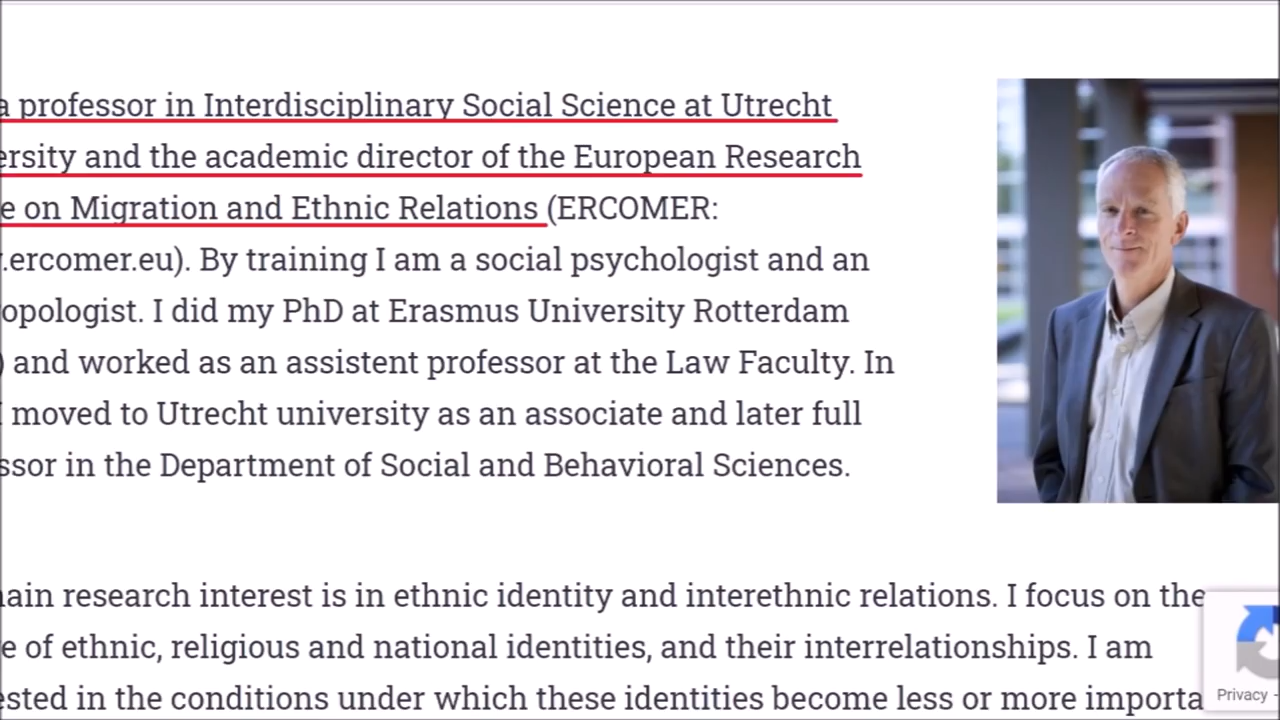 a professor in Interdisciplinary Social Science at Utrecht
ersity and the academic director of the European Research
e on Migration and Ethnic Relations (ERCOMER:
.ercomer.eu). By training I am a social psychologist and an
opologist. I did my PhD at Erasmus University Rotterdam
) and worked as an assistent professor at the Law Faculty. In
I moved to Utrecht university as an associate and later full
ssor in the Department of Social and Behavioral Sciences.
ain research interest is in ethnic identity and interethnic relations. I focus on the
e of ethnic, religious and national identities, and their interrelationships. I am
ested in the conditions under which these identities become less or more importa
Privacy -